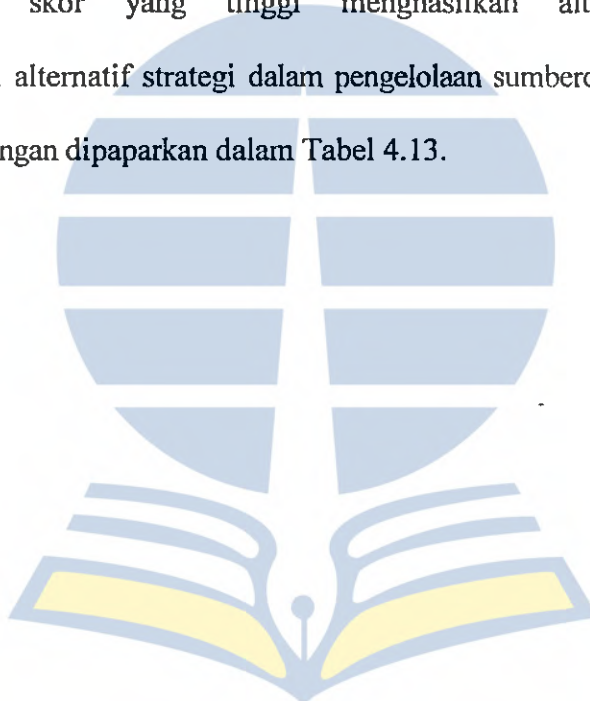 skor yang tinggi menghasilkan
alternatif strategi dalam pengelolaan
dipaparkan dalam Tabel 4.13.